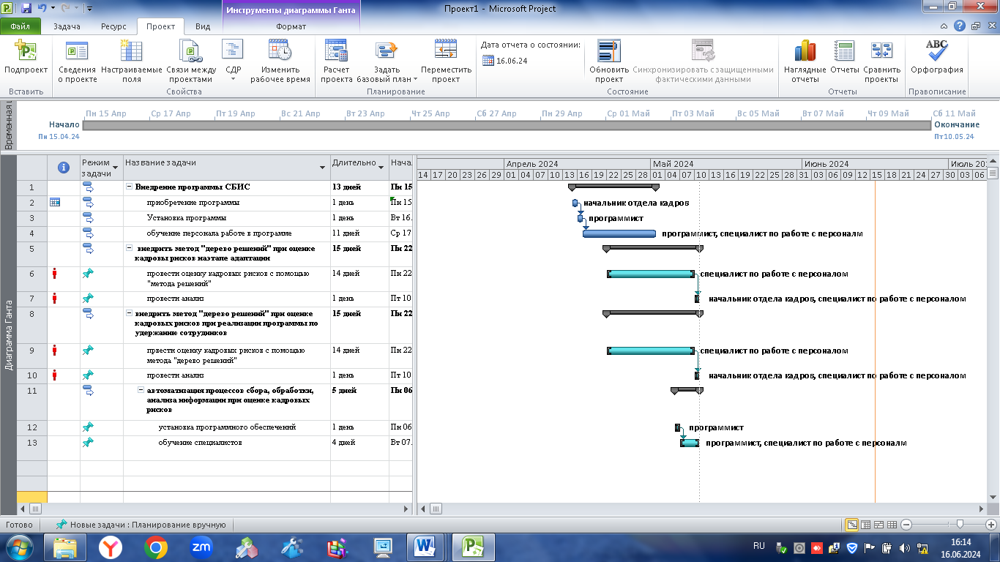 Инструменты диаграммы Ганта
Проект1 - Microsoft Project
Файл Задача Ресурс Проект Вид Формат
Подпроект
Сведения о проекте
Настраиваемые поля
Связи между проектами
СДР
Изменить рабочее время
Расчет проекта
Задать базовый план
Переместить проект
Дата отчета о состоянии:
16.06.24
Обновить проект
Синхронизировать с защищенными фактическими данными
Наглядные отчеты
Отчеты
Сравнить проекты
ABC
Орфография
Вставить Свойства Планирование Состояние Отчеты Правописание
Временная
Пн 15 Апр Ср 17 Апр Пт 19 Апр Вс 21 Апр Вт 23 Апр Чт 25 Апр Сб 27 Апр Пн 29 Апр Ср 01 Май Пт 03 Май Вс 05 Май Вт 07 Май Чт 09 Май Сб 11 Май
Начало
Пн 15.04.24
Окончание
Пт10.05.24
Диаграмма Ганта
Режим задачи Название задачи Длительно Нача
Апрель 2024 Май 2024 Июнь 2024 Июль 20
14 17 20 23 26 29 01 04 07 10 13 16 19 22 25 28 01 04 07 10 13 16 19 22 25 28 31 03 06 09 12 15 18 21 24 27 30 03 06
1 Внедрение программы СБИС 13 дней Пн 15
2 приобретение программы 1 день Пн 15 начальник отдела кадров
3 Установка программы 1 день Вт 16. программист
4 обучение персонала работе в программе 11 дней Ср 17 программист, специалист по работе с персоналм
5 внедрить метод "дерево решений" при оценке 15 дней Пн 22
кадровы рисков наэтапе адаптации
6 провести оценку кадровых рисков с помощью 14 дней Пн 22 специалист по работе с персоналом
"метода решений"
7 провести анализ 1 день Пт 10 начальник отдела кадров, специалист по работе с персоналом
8 внедрить метод "дерево решений" при оценке 15 дней Пн 22
кадровых рисков при реализации программы по
удержанию сотрудников
9 првести оценку кадровых рисков с помощью 14 дней Пн 22 специалист по работе с персоналом
метода "дерево решений"
10 провести анализ 1 день Пт 10 начальник отдела кадров, специалист по работе с персоналом
11 автоматизация процессов сбора, обработки, 5 дней Пн 06
анализа информации при оценке кадровых
рисков
12 установка программного обеспечений 1 день Пн 06 программист
13 обучение специалистов 4 дней Вт 07. программист, специалист по работе с персоналм
Готово Новые задачи : Планирование вручную
zm
RU
16:14
16.06.2024